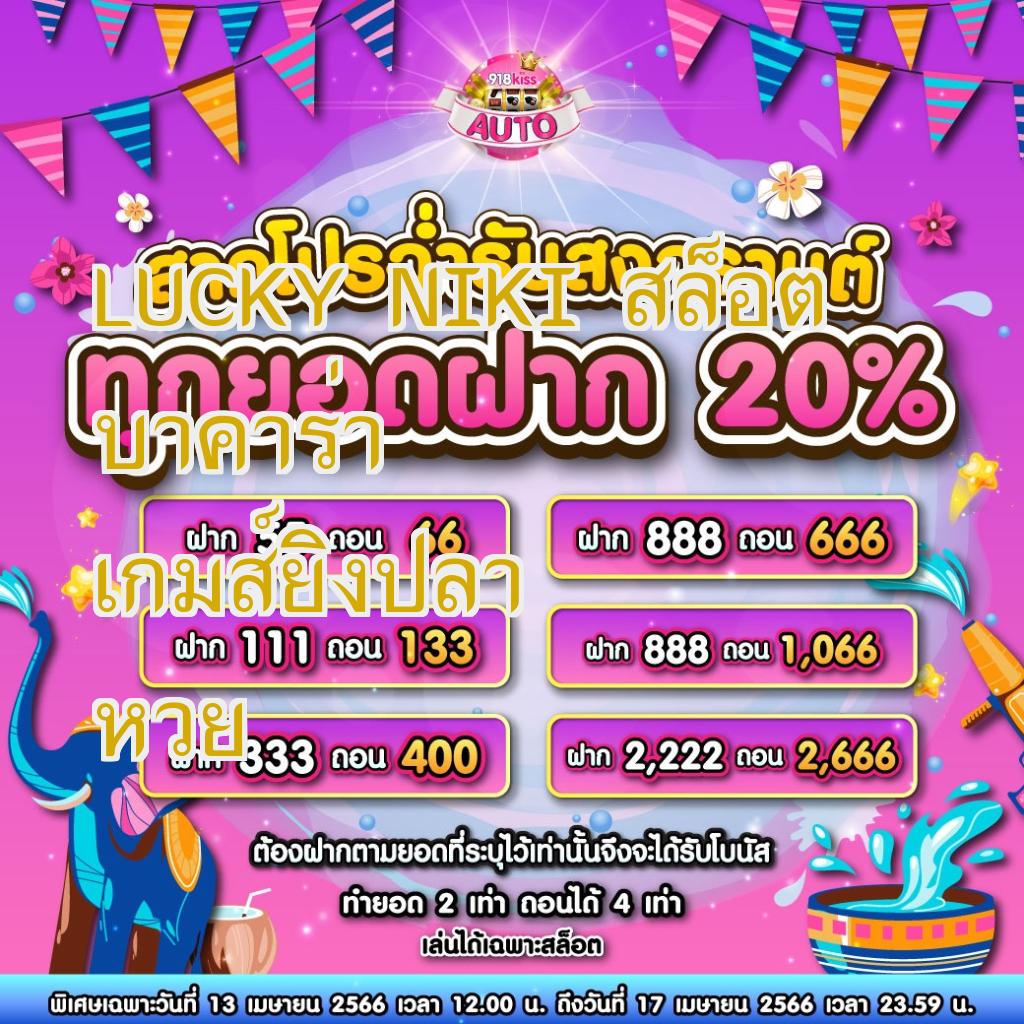 918kiss
AUTO
สาดโปรฉ่ำรับสงกรานต์
LUCKY NIKI สล็อต
ทุกยอดฝาก 20%
บาคาร่า
ฝาก ถอน 66
ฝาก 888 ถอน 666
เกมส์ยิงปลา
ฝาก 111 ถอน 133
ฝาก 888 ถอน 1,066
หวย
ฝาก 333 ถอน 400
ฝาก 2,222 ถอน 2,666
ต้องฝากตามยอดที่ระบุไว้เท่านั้นจึงจะได้รับโบนัส
ทำยอด 2 เท่า ถอนได้ 4 เท่า
เล่นได้เฉพาะสล็อต
พิเศษเฉพาะวันที่ 13 เมษายน 2566 เวลา 12.00 น. ถึงวันที่ 17 เมษายน 2566 เวลา 23.59 น.